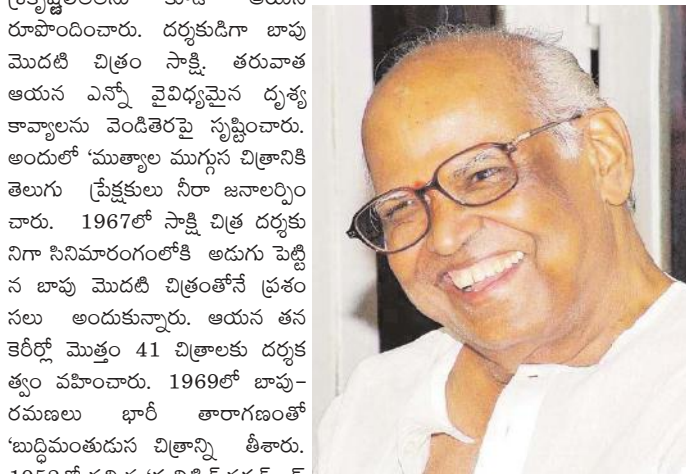 రూపొందించారు. దర్శకుడిగా బాపు
మొదటి చిత్రం సాక్షి. తరువాత
ఆయన ఎన్నో వైవిధ్యమైన దృశ్య
కావ్యాలను వెండితెరపై సృష్టించారు.
అందులో ‘ముత్యాల ముగ్గుస చిత్రానికి
తెలుగు ప్రేక్షకులు నీరా జనాలర్పిం
చారు. 1967లో సాక్షి చిత్ర దర్శకు
నిగా సినిమారంగంలోకి అడుగు పెట్టి
న బాపు మొదటి చిత్రంతోనే ప్రశం
సలు అందుకున్నారు. ఆయన తన
కెరీర్లో మొత్తం 41 చిత్రాలకు దర్శక
త్వం వహించారు. 1969లో బాపు-
రమణలు భారీ తారాగణంతో
‘బుద్ధిమంతుడుస చిత్రాన్ని తీశారు.